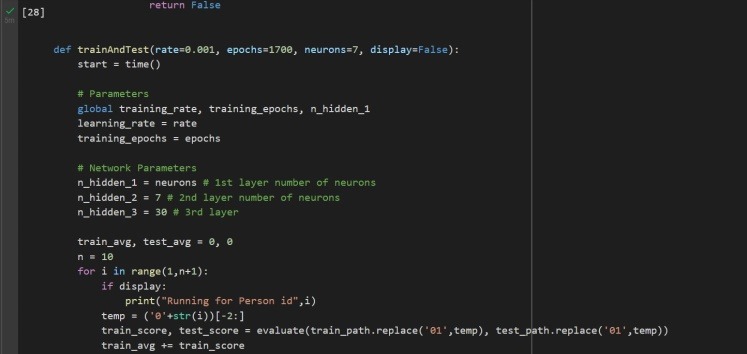 return False
[28]
5m
def trainAndTest(rate=0.001, epochs=1700, neurons=7, display=False):
start = time()
# Parameters
global training_rate, training_epochs, n_hidden_1
learning_rate = rate
training_epochs = epochs
# Network Parameters
n_hidden_1 = neurons # 1st layer number of neurons
n_hidden_2 = 7 # 2nd layer number of neurons
n_hidden_3 = 30 # 3rd layer
train_avg, test_avg = 0, 0
n = 10
for i in range(1,n+1):
if display:
print("Running for Person id",i)
temp = ('0'+str(i))[-2:]
train_score, test_score = evaluate(train_path.replace('01',temp), test_path.replace('01',temp))
train_avg += train_score